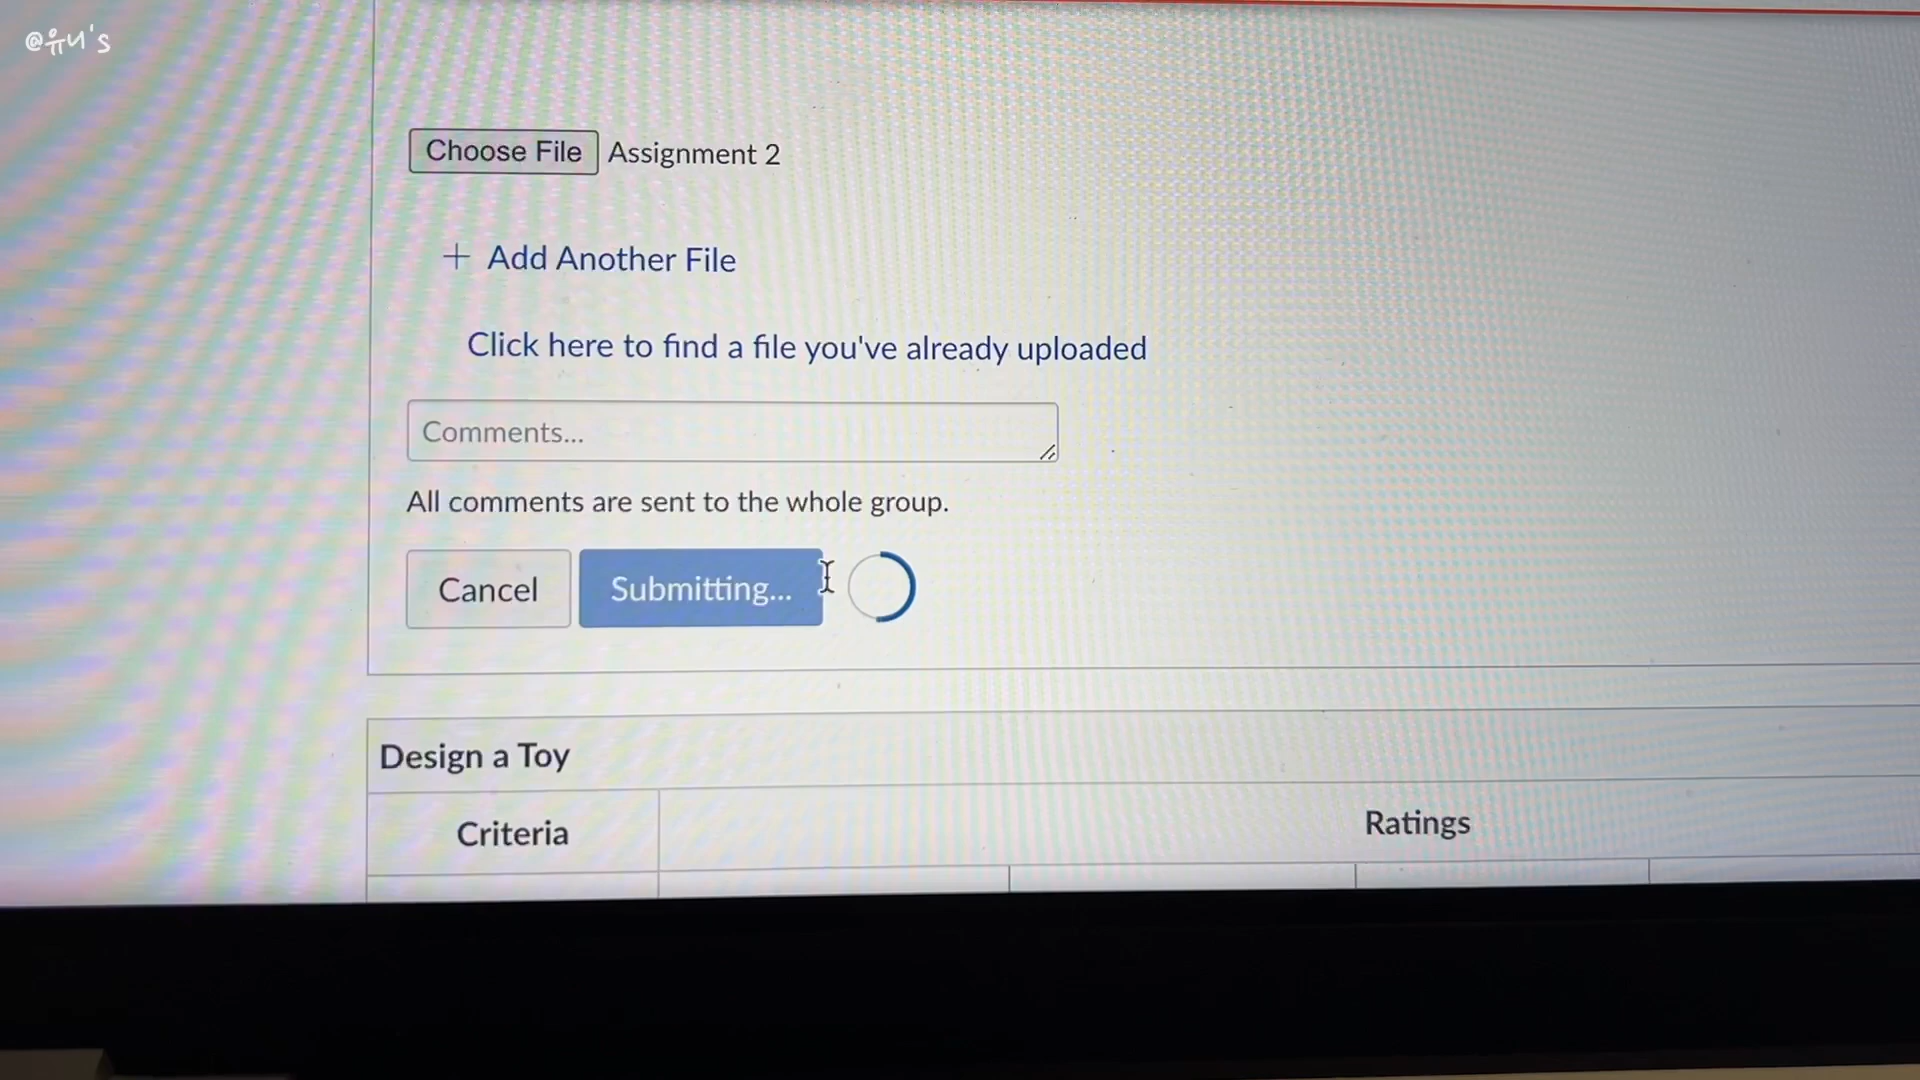 @유니's
Choose File Assignment 2
+ Add Another File
Click here to find a file you've already uploaded
Comments...
All comments are sent to the whole group.
Cancel Submitting...
Design a Toy
Criteria Ratings